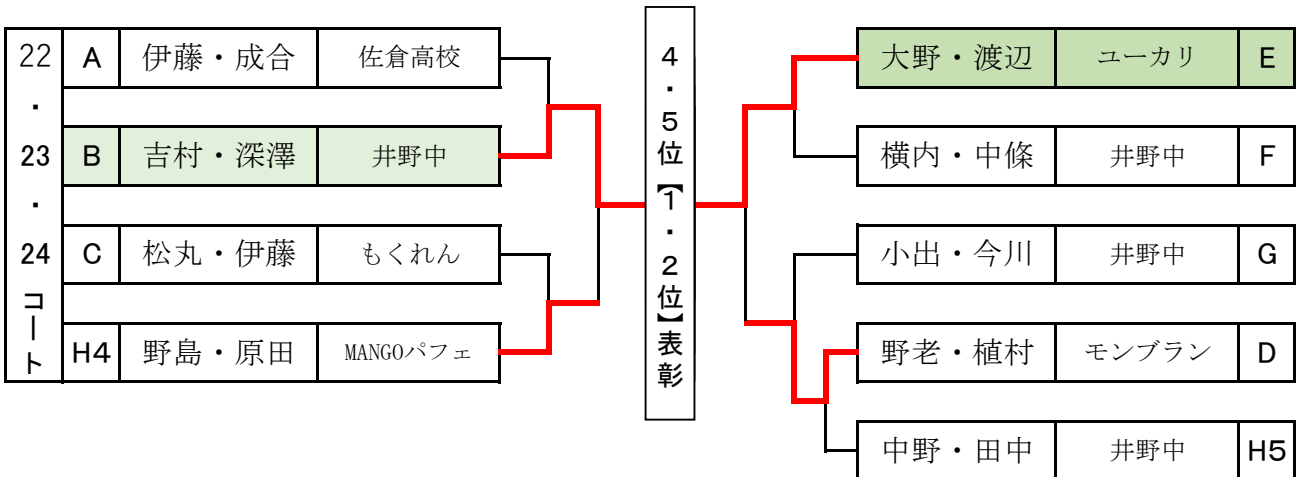 22・23・24コート
A 伊藤・成合 佐倉高校
B 吉村・深澤 井野中
C 松丸・伊藤 もくれん
H4 野島・原田 MANGOパフェ
4・5位【1・2位】表彰
大野・渡辺 ユーカリ E
横内・中條 井野中 F
小出・今川 井野中 G
野老・植村 モンブラン D
中野・田中 井野中 H5